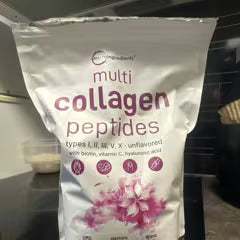 multi
collagen
peptides
types I, II, III, V, X · unflavored
with biotin, vitamin C, hyaluronic acid